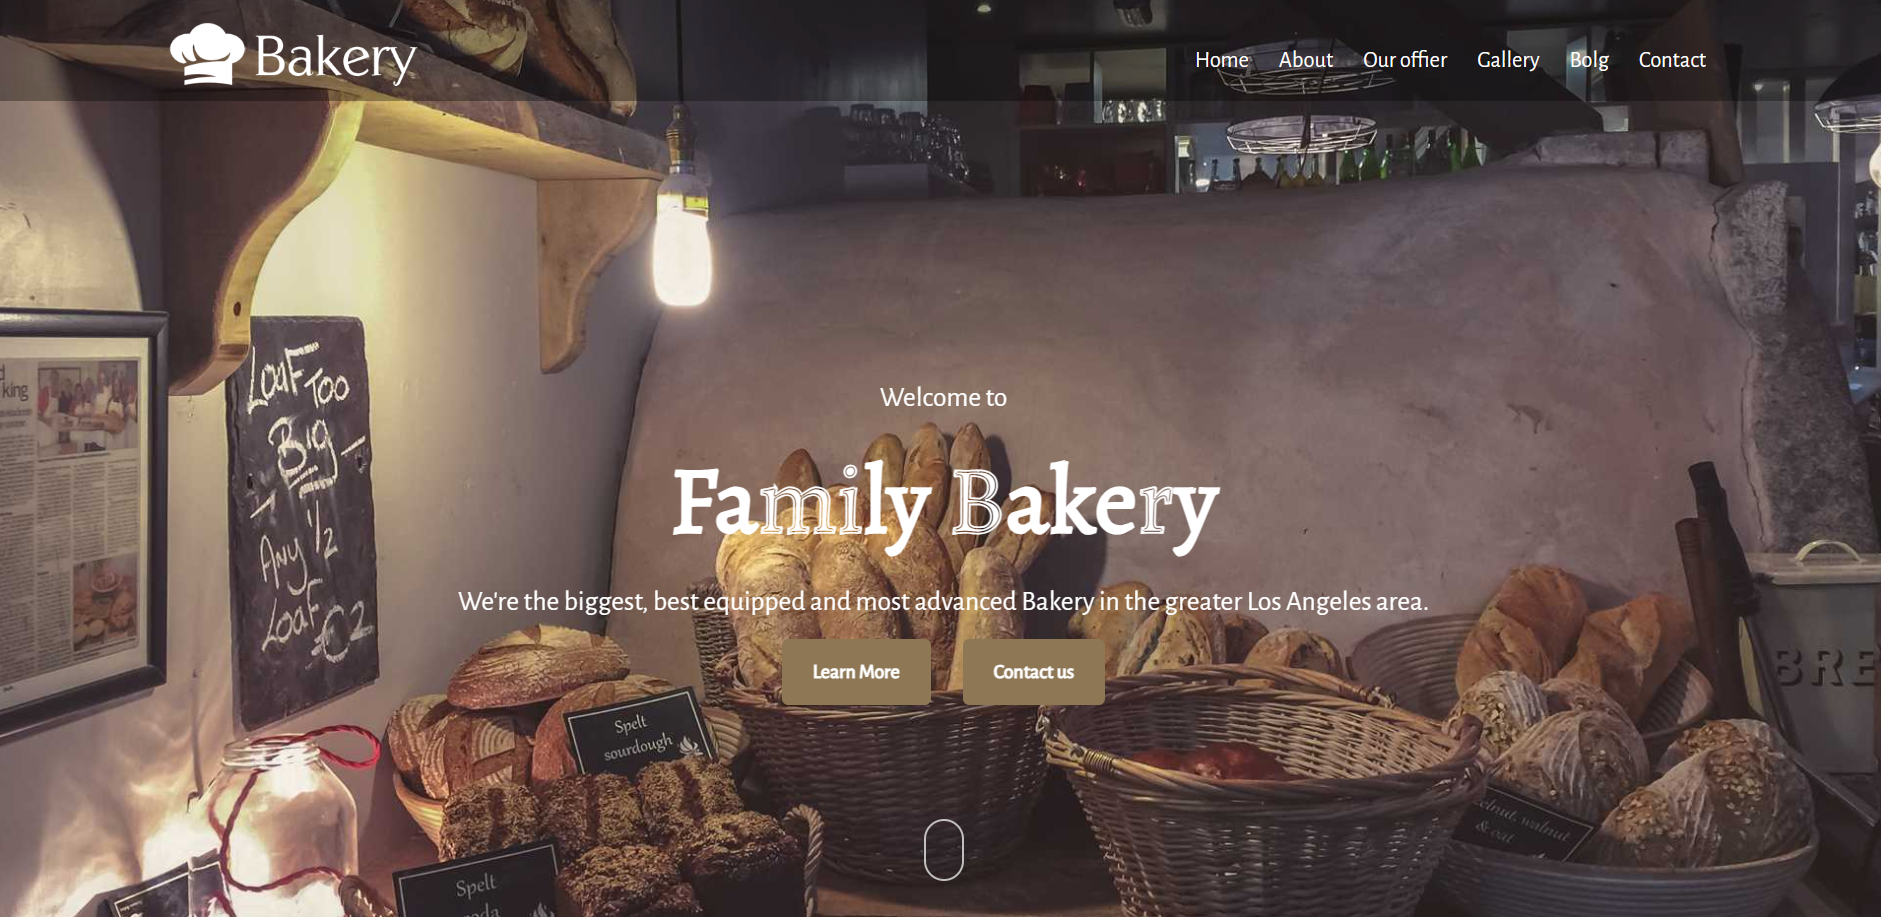 Bakery
Home About Our offier Gallery Bolg Contact
king
Loaf Too
Big
Any 1/2
Loaf £2
Welcome to
Family Bakery
We're the biggest, best equipped and most advanced Bakery in the greater Los Angeles area.
Learn More Contact us
BRE
Spelt
sourdough
walnut
& oat
Spelt